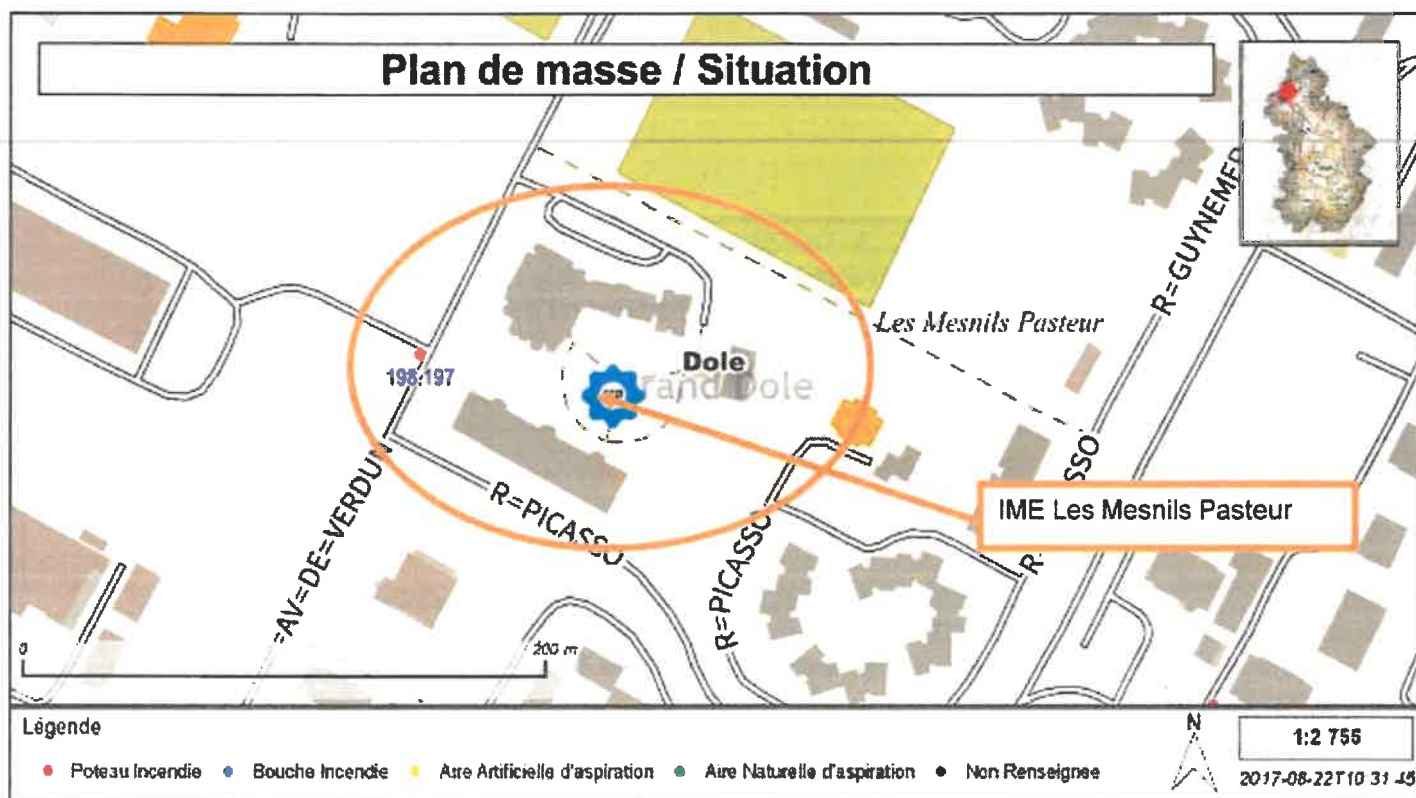 Plan de masse / Situation
R=GUYNEMER
Les Mesnils Pasteur
Dole
Grand Dole
198,197
IME Les Mesnils Pasteur
R=PICASSO
R=PICASSO
=AV=DE=VERDUN
0
200 m
Légende
Poteau Incendie
Bouche Incendie
Aire Artificielle d'aspiration
Aire Naturelle d'aspiration
Non Renseignee
N
1:2 755
2017-08-22T10 31 45